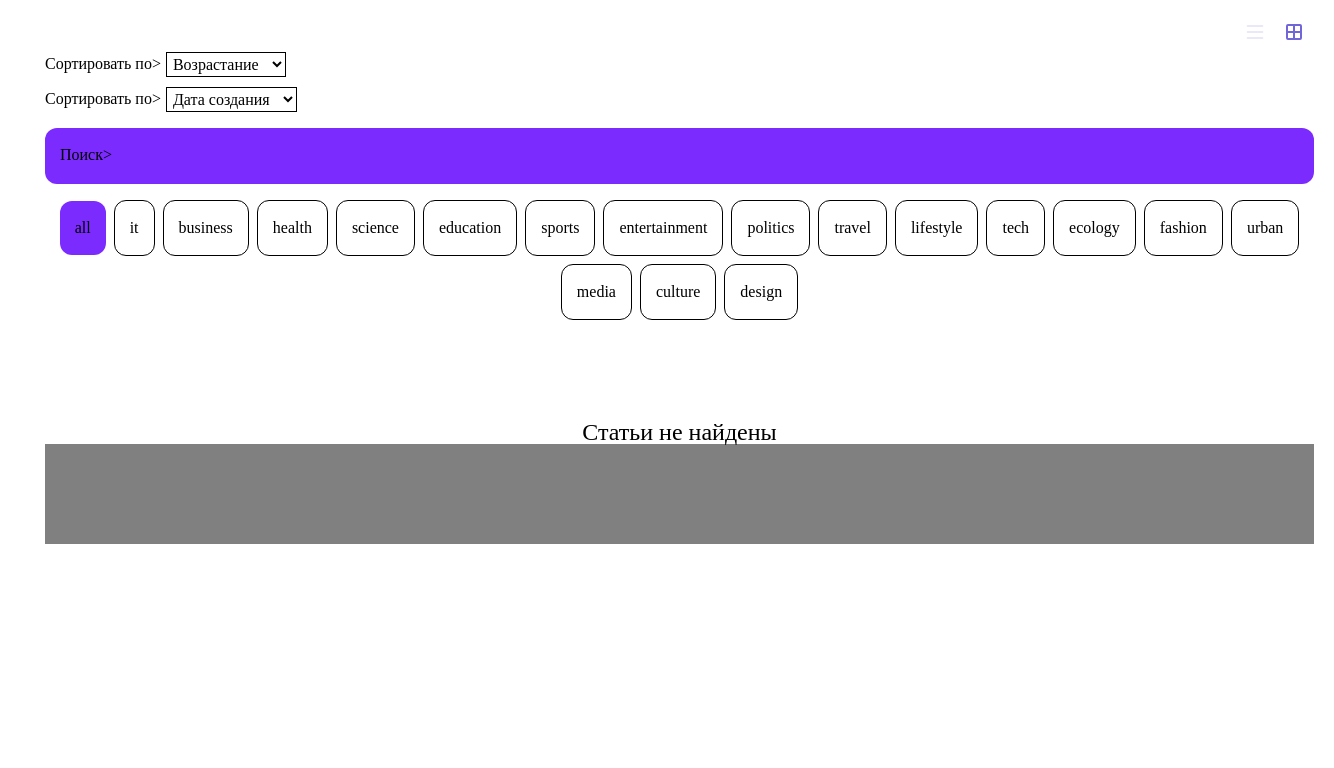 Сортировать по> Возрастание
Сортировать по> Дата создания
Поиск>
all it business health science education sports entertainment politics travel lifestyle tech ecology fashion urban
media culture design
Статьи не найдены